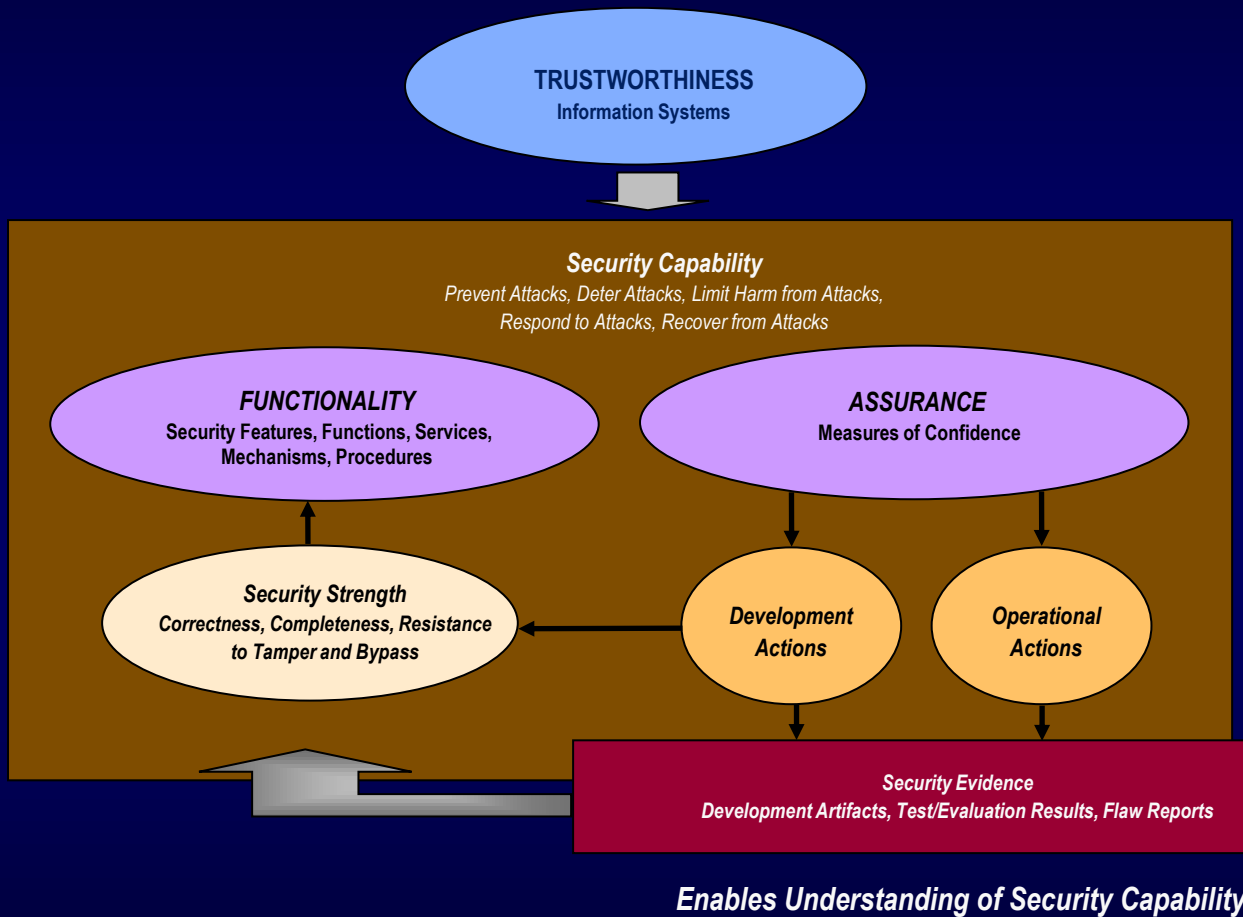 TRUSTWORTHINESS
Information Systems
Security Capability
Prevent Attacks, Deter Attacks, Limit Harm from Attacks,
Respond to Attacks, Recover from Attacks
FUNCTIONALITY
Security Features, Functions, Services,
Mechanisms, Procedures
ASSURANCE
Measures of Confidence
Security Strength
Correctness, Completeness, Resistance
to Tamper and Bypass
Development
Actions
Operational
Actions
Security Evidence
Development Artifacts, Test/Evaluation Results, Flaw Reports
Enables Understanding of Security Capability